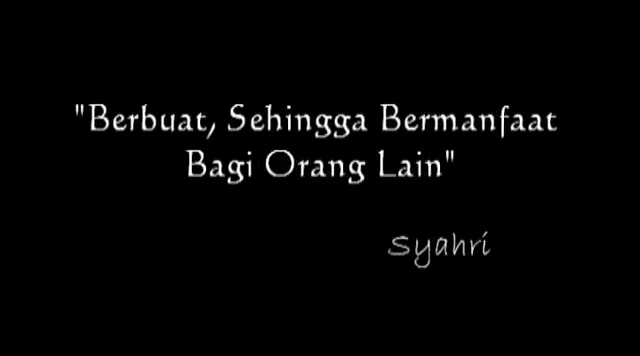 "Berbuat, Sehingga Bermanfaat
Bagi Orang Lain"
Syahri